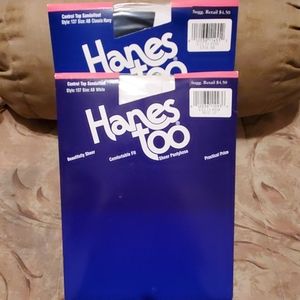 Control Top Sandalfoot
Style 137 Size: AB Classic Navy
Sugg. Retail $4.50
Hanes
too
Control Top Sandalfoot
Style 137 Size: AB White
Sugg. Retail $4.50
Hanes®
too
Beautifully Sheer
Comfortable Fit
Sheer Pantyhose
Practical Price